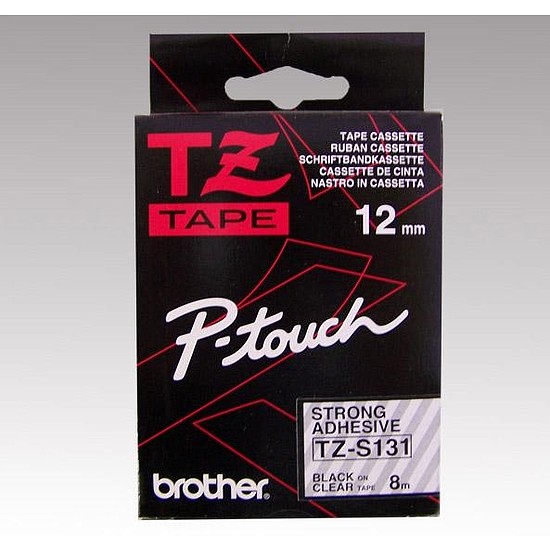 TZ
TAPE
TAPE CASSETTE
RUBAN CASSETTE
SCHRIFTBANDKASSETTE
CASSETTE DE CINTA
NASTRO IN CASSETTA
12 mm
P-touch
STRONG
ADHESIVE
TZ-S131
BLACK ON
CLEAR TAPE 8m
brother®